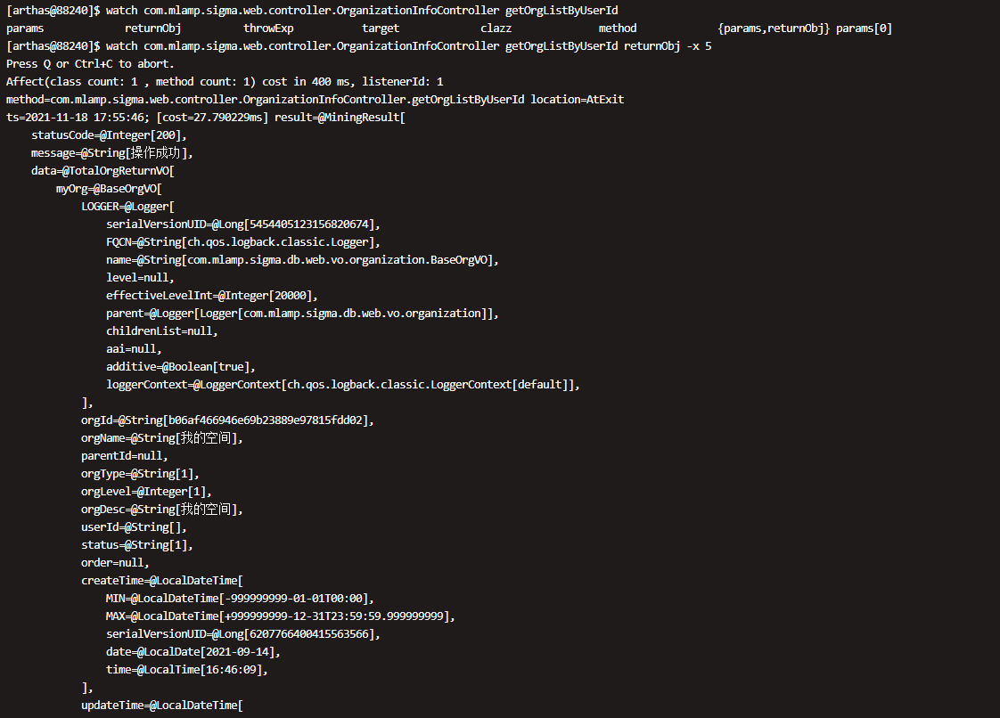 [arthas@88240]$ watch com.mlamp.sigma.web.controller.OrganizationInfoController getOrgListByUserId
params returnObj throwExp target clazz method {params,returnObj} params[0]
[arthas@88240]$ watch com.mlamp.sigma.web.controller.OrganizationInfoController getOrgListByUserId returnObj -x 5
Press Q or Ctrl+C to abort.
Affect(class count: 1 , method count: 1) cost in 400 ms, listenerId: 1
method=com.mlamp.sigma.web.controller.OrganizationInfoController.getOrgListByUserId location=AtExit
ts=2021-11-18 17:55:46; [cost=27.790229ms] result=@MiningResult[
statusCode=@Integer[200],
message=@String[操作成功],
data=@TotalOrgReturnVO[
myOrg=@BaseOrgVO[
LOGGER=@Logger[
serialVersionUID=@Long[5454405123156820674],
FQCN=@String[ch.qos.logback.classic.Logger],
name=@String[com.mlamp.sigma.db.web.vo.organization.BaseOrgVO],
level=null,
effectiveLevelInt=@Integer[20000],
parent=@Logger[Logger[com.mlamp.sigma.db.web.vo.organization]],
childrenList=null,
aai=null,
additive=@Boolean[true],
loggerContext=@LoggerContext[ch.qos.logback.classic.LoggerContext[default]],
],
orgId=@String[b06af466946e69b23889e97815fdd02],
orgName=@String[我的空间],
parentId=null,
orgType=@String[1],
orgLevel=@Integer[1],
orgDesc=@String[我的空间],
userId=@String[],
status=@String[1],
order=null,
createTime=@LocalDateTime[
MIN=@LocalDateTime[-999999999-01-01T00:00],
MAX=@LocalDateTime[+999999999-12-31T23:59:59.999999999],
serialVersionUID=@Long[6207766400415563566],
date=@LocalDate[2021-09-14],
time=@LocalTime[16:46:09],
],
updateTime=@LocalDateTime[